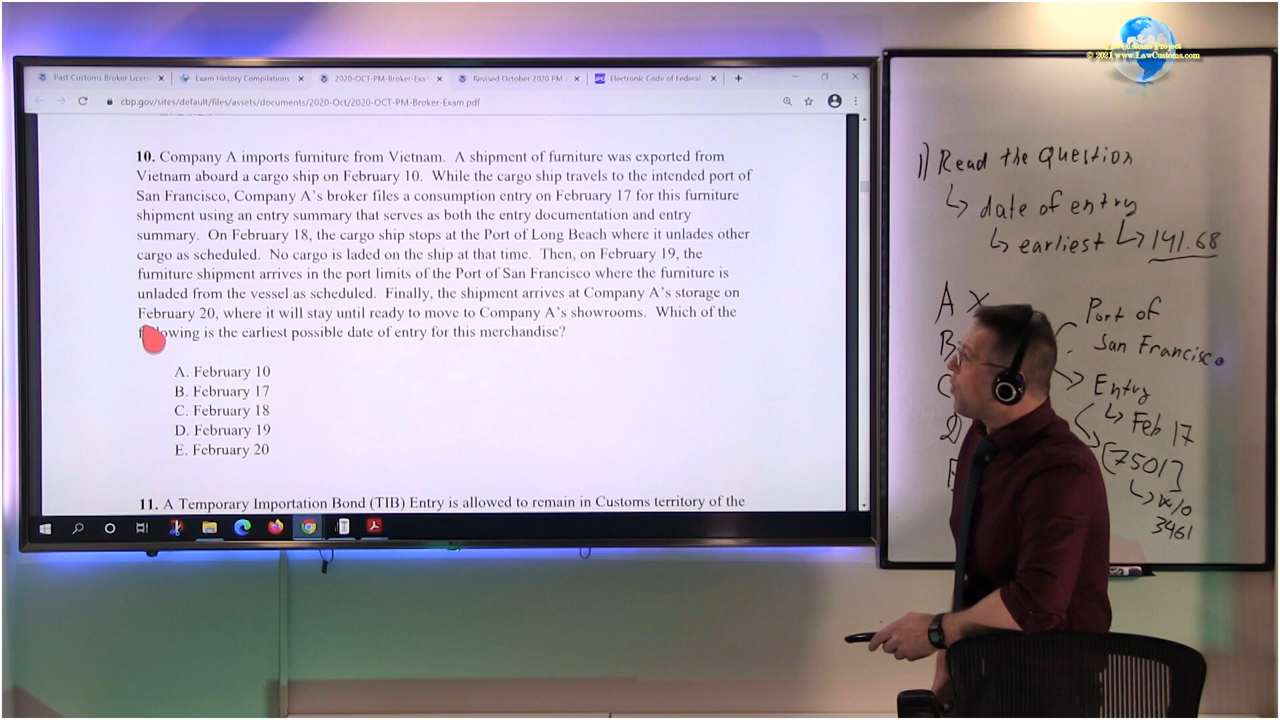 LawCustoms Project
© 2021 www.LawCustoms.com
Past Customs Broker Licens
Exam History Compilations
2020-OCT-PM-Broker-Exa
Revised October 2020 PM
Electronic Code of Federal
cbp.gov/sites/default/files/assets/documents/2020-Oct/2020-OCT-PM-Broker-Exam.pdf
10. Company A imports furniture from Vietnam. A shipment of furniture was exported from
Vietnam aboard a cargo ship on February 10. While the cargo ship travels to the intended port of
San Francisco, Company A's broker files a consumption entry on February 17 for this furniture
shipment using an entry summary that serves as both the entry documentation and entry
summary. On February 18, the cargo ship stops at the Port of Long Beach where it unlades other
cargo as scheduled. No cargo is laded on the ship at that time. Then, on February 19, the
furniture shipment arrives in the port limits of the Port of San Francisco where the furniture is
unladed from the vessel as scheduled. Finally, the shipment arrives at Company A's storage on
February 20, where it will stay until ready to move to Company A's showrooms. Which of the
following is the earliest possible date of entry for this merchandise?
A. February 10
B. February 17
C. February 18
D. February 19
E. February 20
11. A Temporary Importation Bond (TIB) Entry is allowed to remain in Customs territory of the
1) Read the Question
date of entry
earliest 141.68
A X
B
C
D
Port of
San Francisco
Entry
Feb 17
(7501)
w/o
3461